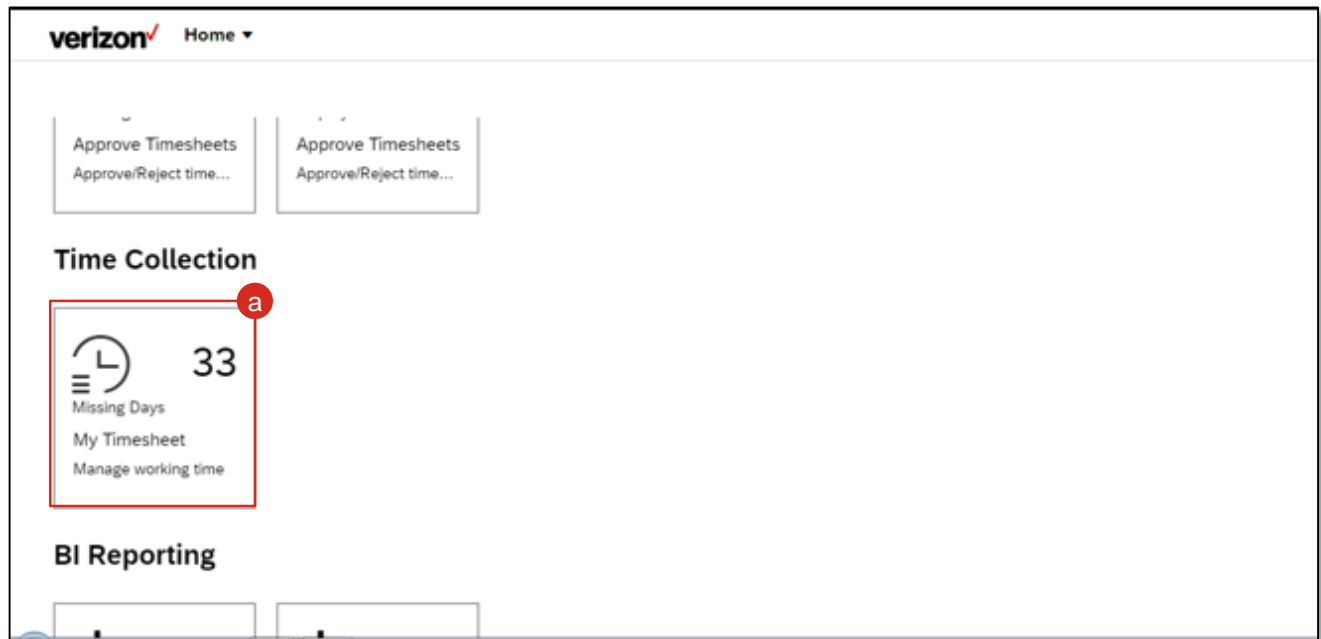 verizon Home
Approve Timesheets Approve Timesheets
Approve/Reject time... Approve/Reject time...
Time Collection
a
33
Missing Days
My Timesheet
Manage working time
BI Reporting